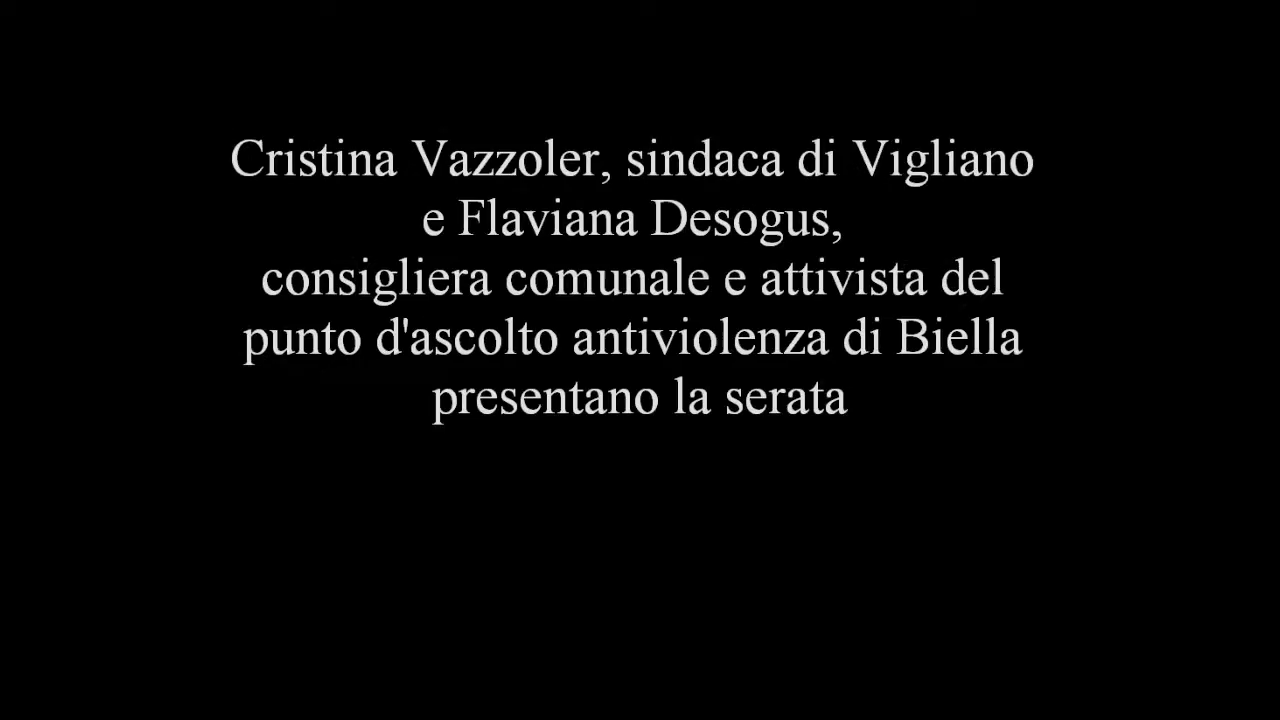 Cristina Vazzoler, sindaca di Vigliano
e Flaviana Desogus,
consigliera comunale e attivista del
punto d'ascolto antiviolenza di Biella
presentano la serata